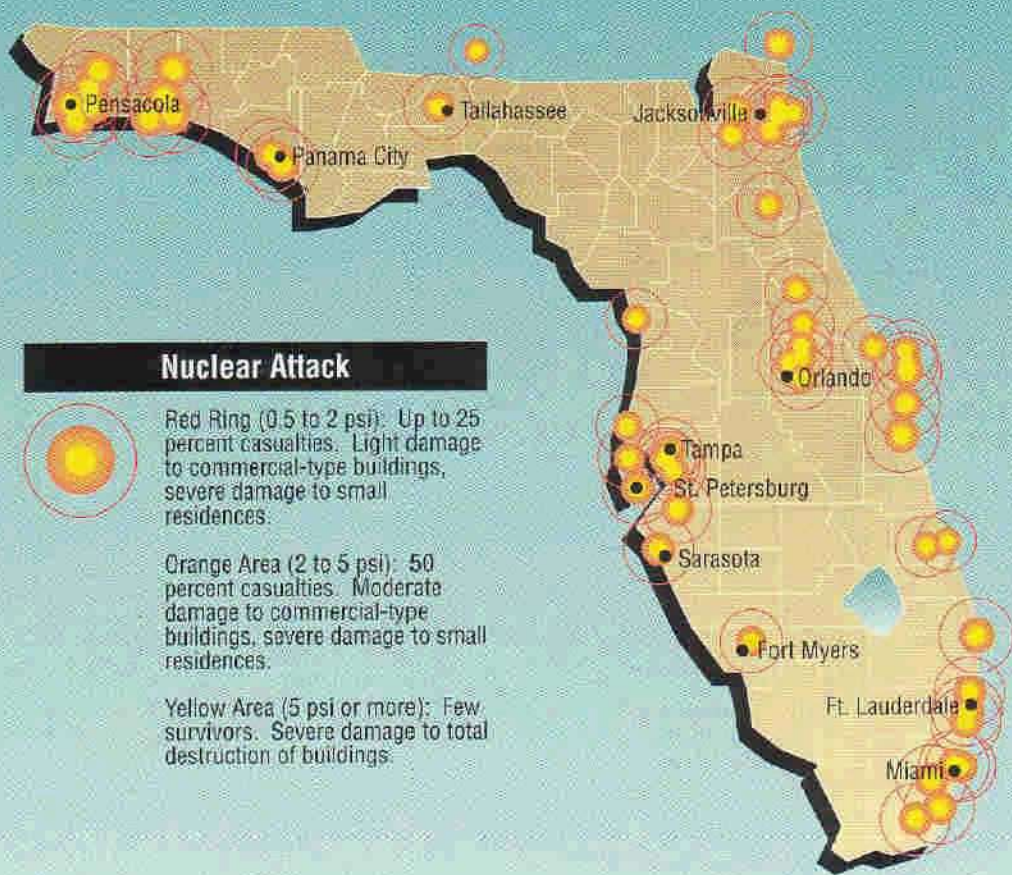 Pensacola
Tallahassee
Jacksonville
Panama City
Nuclear Attack
Orlando
Red Ring (0.5 to 2 psi): Up to 25
percent casualties. Light damage
to commercial-type buildings,
severe damage to small
residences.
Tampa
St. Petersburg
Orange Area (2 to 5 psi): 50
percent casualties. Moderate
damage to commercial-type
buildings, severe damage to small
residences.
Sarasota
Fort Myers
Yellow Area (5 psi or more): Few
survivors. Severe damage to total
destruction of buildings.
Ft. Lauderdale
Miami